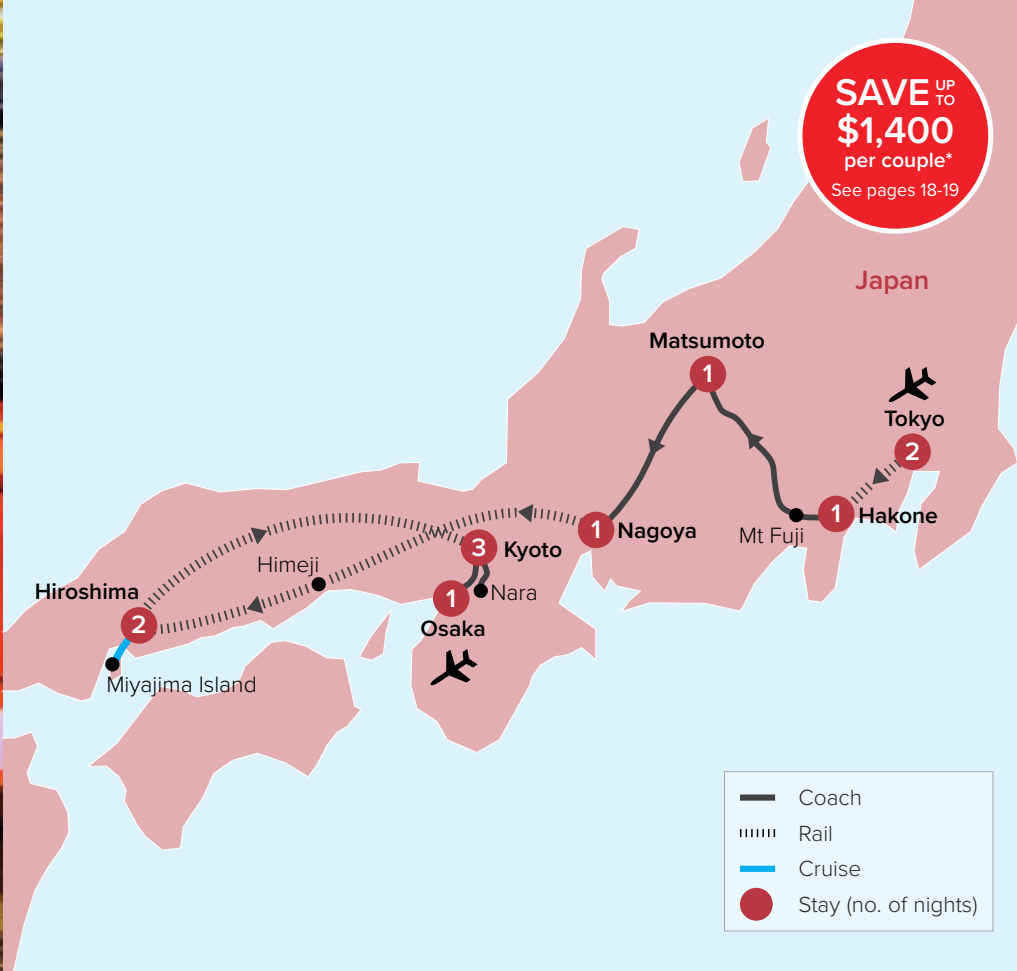 SAVE UP TO
$1,400
per couple*
See pages 18-19
Japan
Matsumoto
1
Tokyo
2
1 Hakone
Mt Fuji
1 Nagoya
3 Kyoto
Himeji
Hiroshima
2
1 Nara
Osaka
Miyajima Island
Coach
Rail
Cruise
Stay (no. of nights)